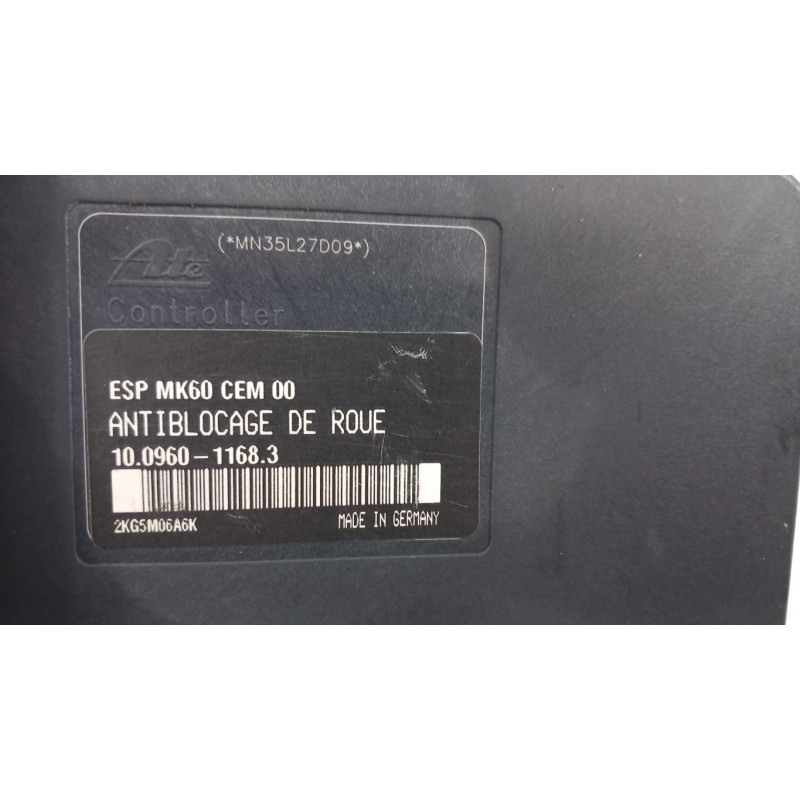 (*MN35L27D09*)
Ate
Controller
ESP MK60 CEM 00
ANTIBLOCAGE DE ROUE
10.0960-1168.3
2KG5M06A6K
MADE IN GERMANY